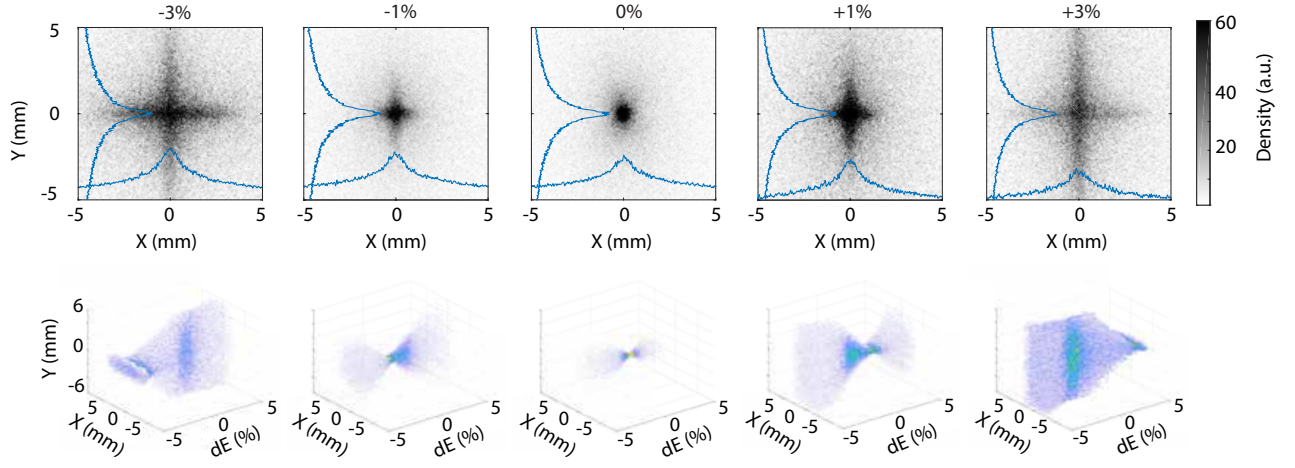 -3% -1% 0% +1% +3%
5 60
Y (mm) 0 40 Density (a.u.)
20
-5
-5 0 5 -5 0 5 -5 0 5 -5 0 5 -5 0 5
X (mm) X (mm) X (mm) X (mm) X (mm)
6
Y (mm) 0
-6
5 0 -5 5 0 -5 5 0 -5 5 0 -5 5 0 -5
-5 0 5 -5 0 5 -5 0 5 -5 0 5 -5 0 5
X (mm) dE (%) X (mm) dE (%) X (mm) dE (%) X (mm) dE (%) X (mm) dE (%)